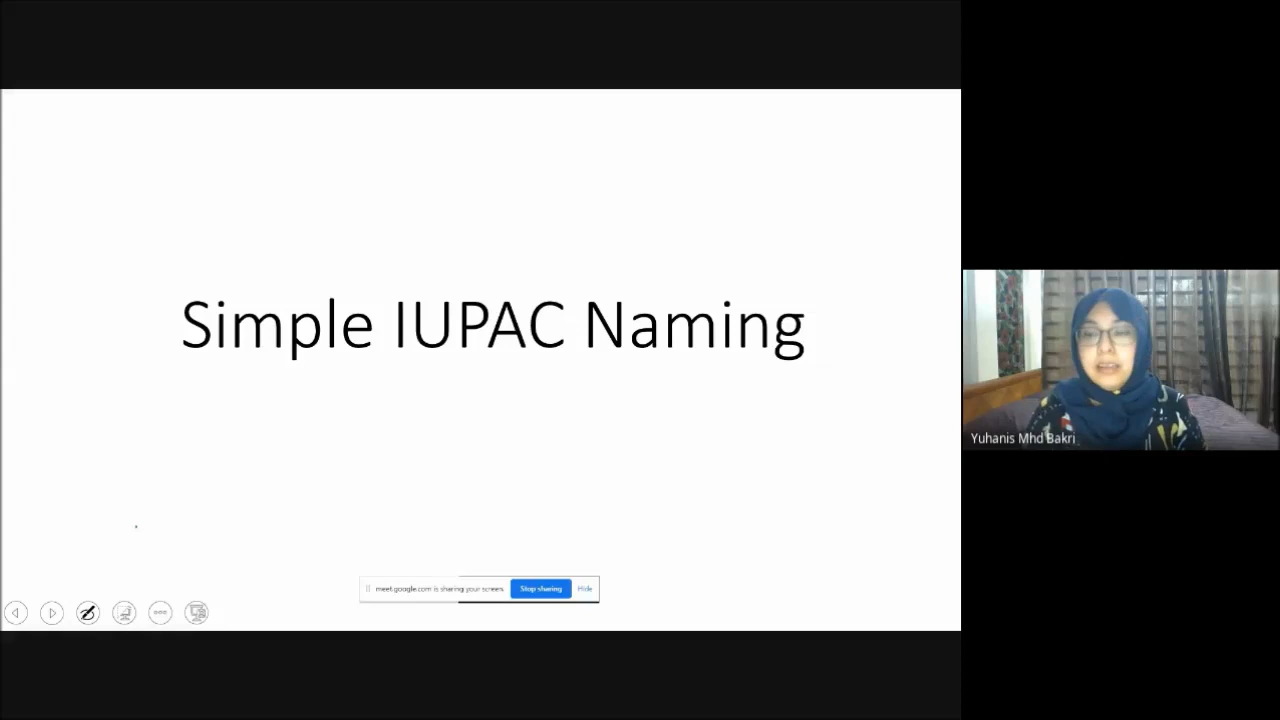 Simple IUPAC Naming
meet.google.com is sharing your screen. Stop sharing Hide
Yuhanis Mhd Bakri